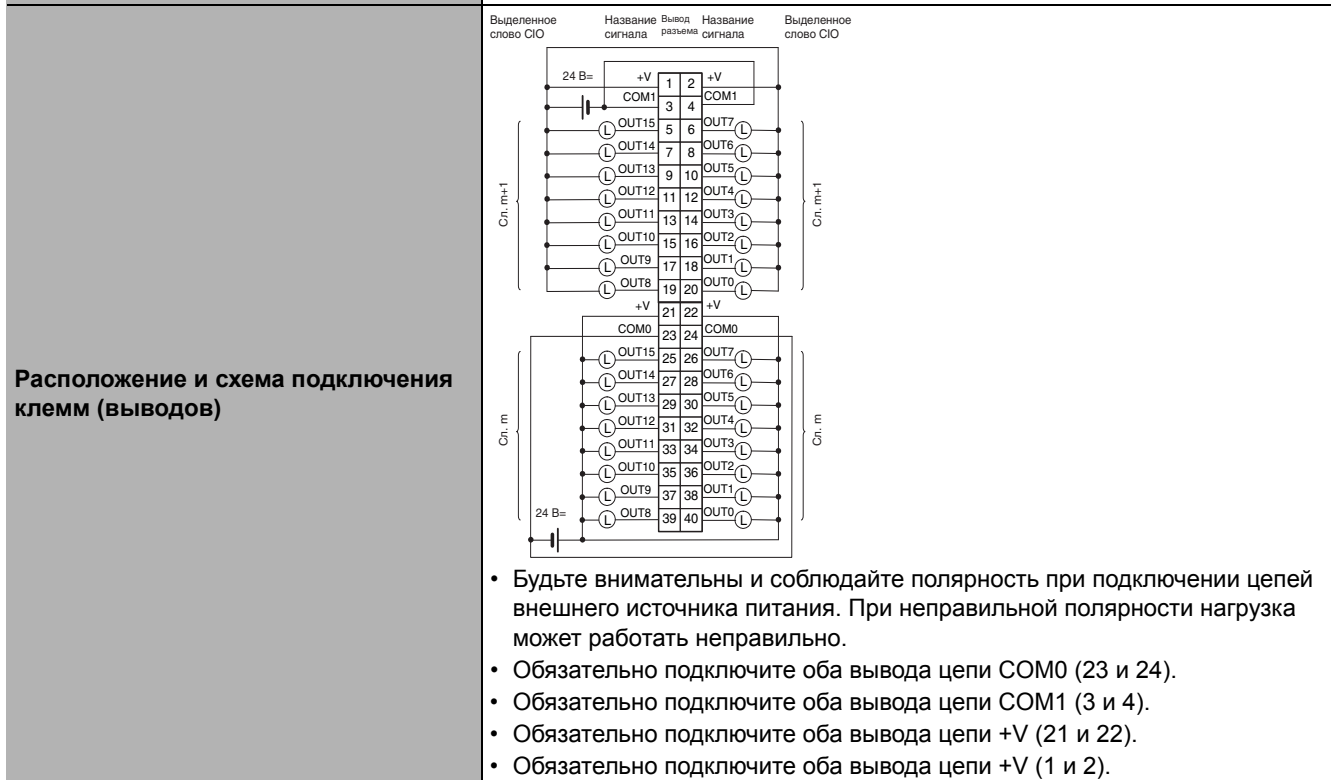 Выделенное слово CIO
Название сигнала
Вывод разъема
Название сигнала
Выделенное слово CIO
24 В=
+V 1 2 +V
COM1 3 4 COM1
OUT15 5 6 OUT7
L L
OUT14 7 8 OUT6
L L
OUT13 9 10 OUT5
L L
OUT12 11 12 OUT4
L L
OUT11 13 14 OUT3
L L
OUT10 15 16 OUT2
L L
OUT9 17 18 OUT1
L L
OUT8 19 20 OUT0
L L
Сл. m+1
Сл. m+1
+V 21 22 +V
COM0 23 24 COM0
OUT15 25 26 OUT7
L L
OUT14 27 28 OUT6
L L
OUT13 29 30 OUT5
L L
OUT12 31 32 OUT4
L L
OUT11 33 34 OUT3
L L
OUT10 35 36 OUT2
L L
OUT9 37 38 OUT1
L L
OUT8 39 40 OUT0
L L
Сл. m
Сл. m
24 В=
Расположение и схема подключения
клемм (выводов)
• Будьте внимательны и соблюдайте полярность при подключении цепей
внешнего источника питания. При неправильной полярности нагрузка
может работать неправильно.
• Обязательно подключите оба вывода цепи COM0 (23 и 24).
• Обязательно подключите оба вывода цепи COM1 (3 и 4).
• Обязательно подключите оба вывода цепи +V (21 и 22).
• Обязательно подключите оба вывода цепи +V (1 и 2).